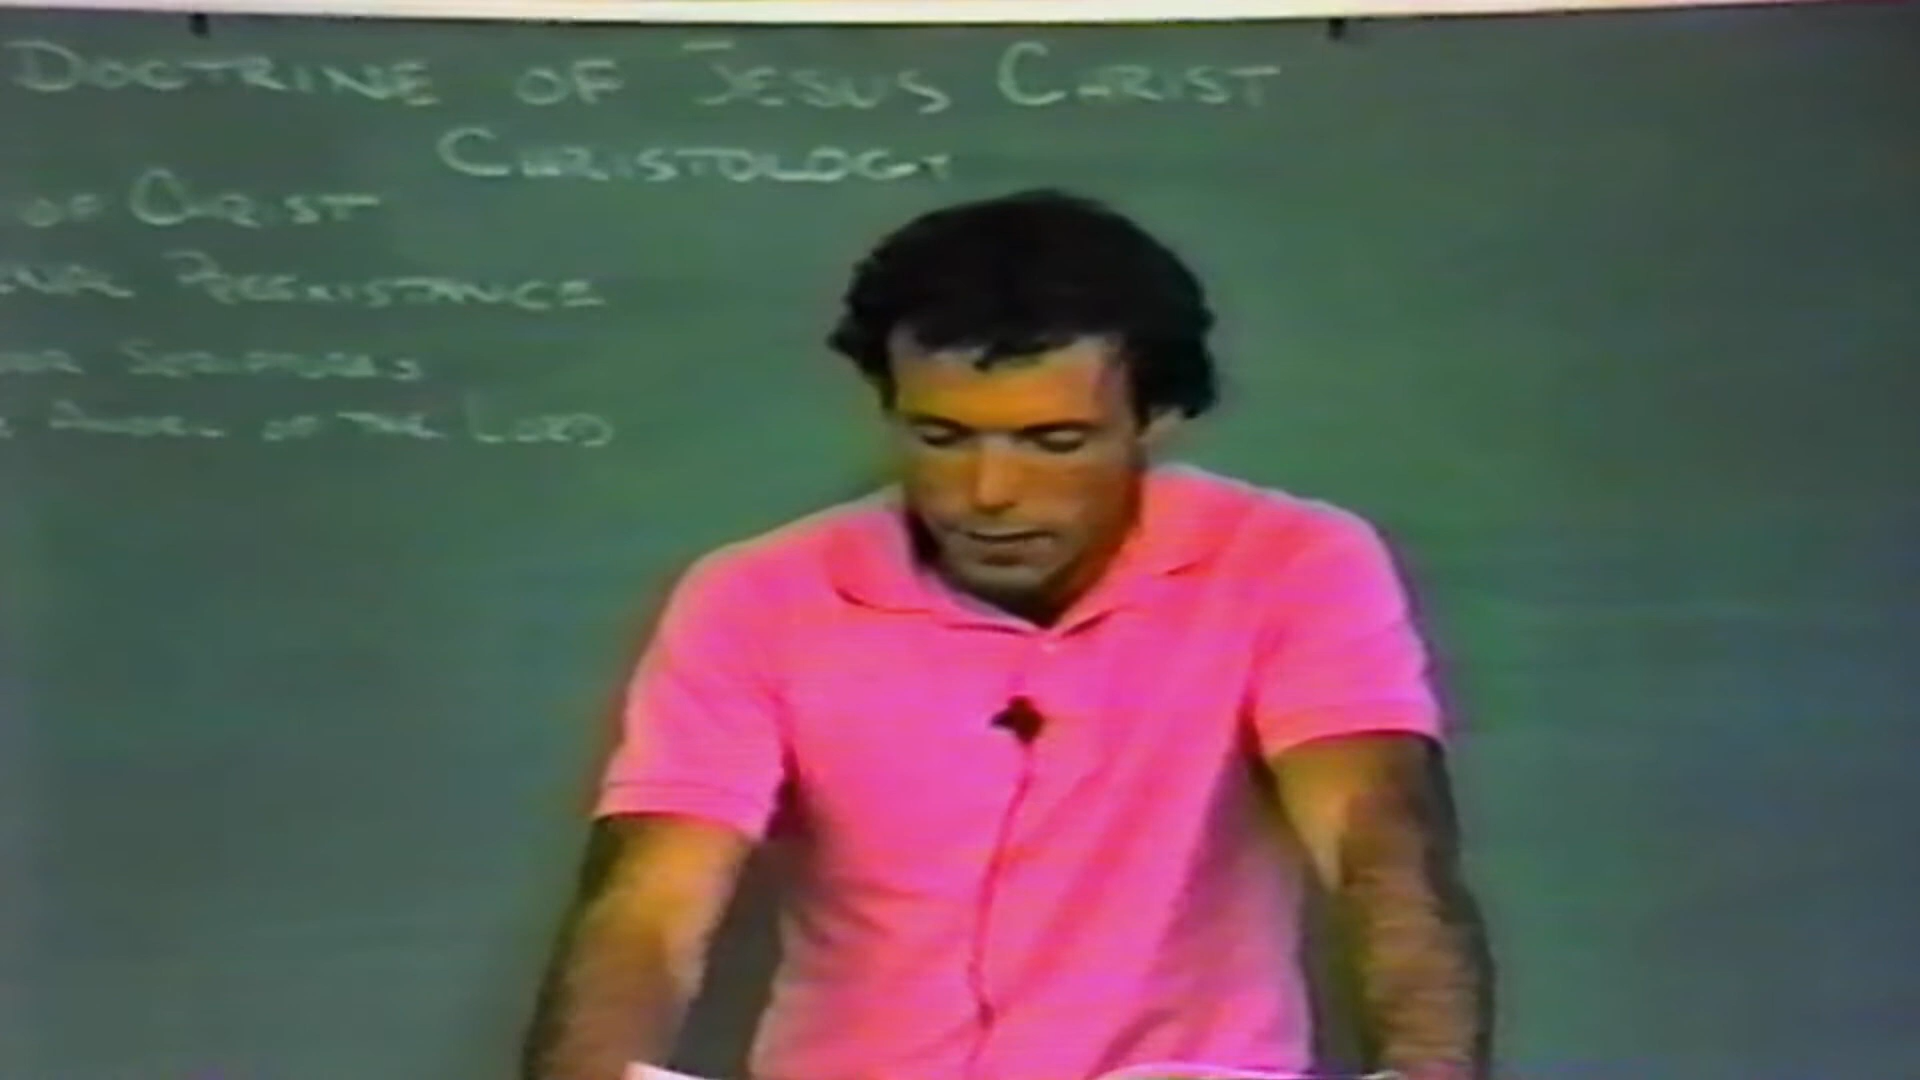 DOCTRINE OF JESUS CHRIST
CHRISTOLOGY
OF CHRIST
PREEXISTANCE
SCRIPTURES
ANGEL OF THE LORD